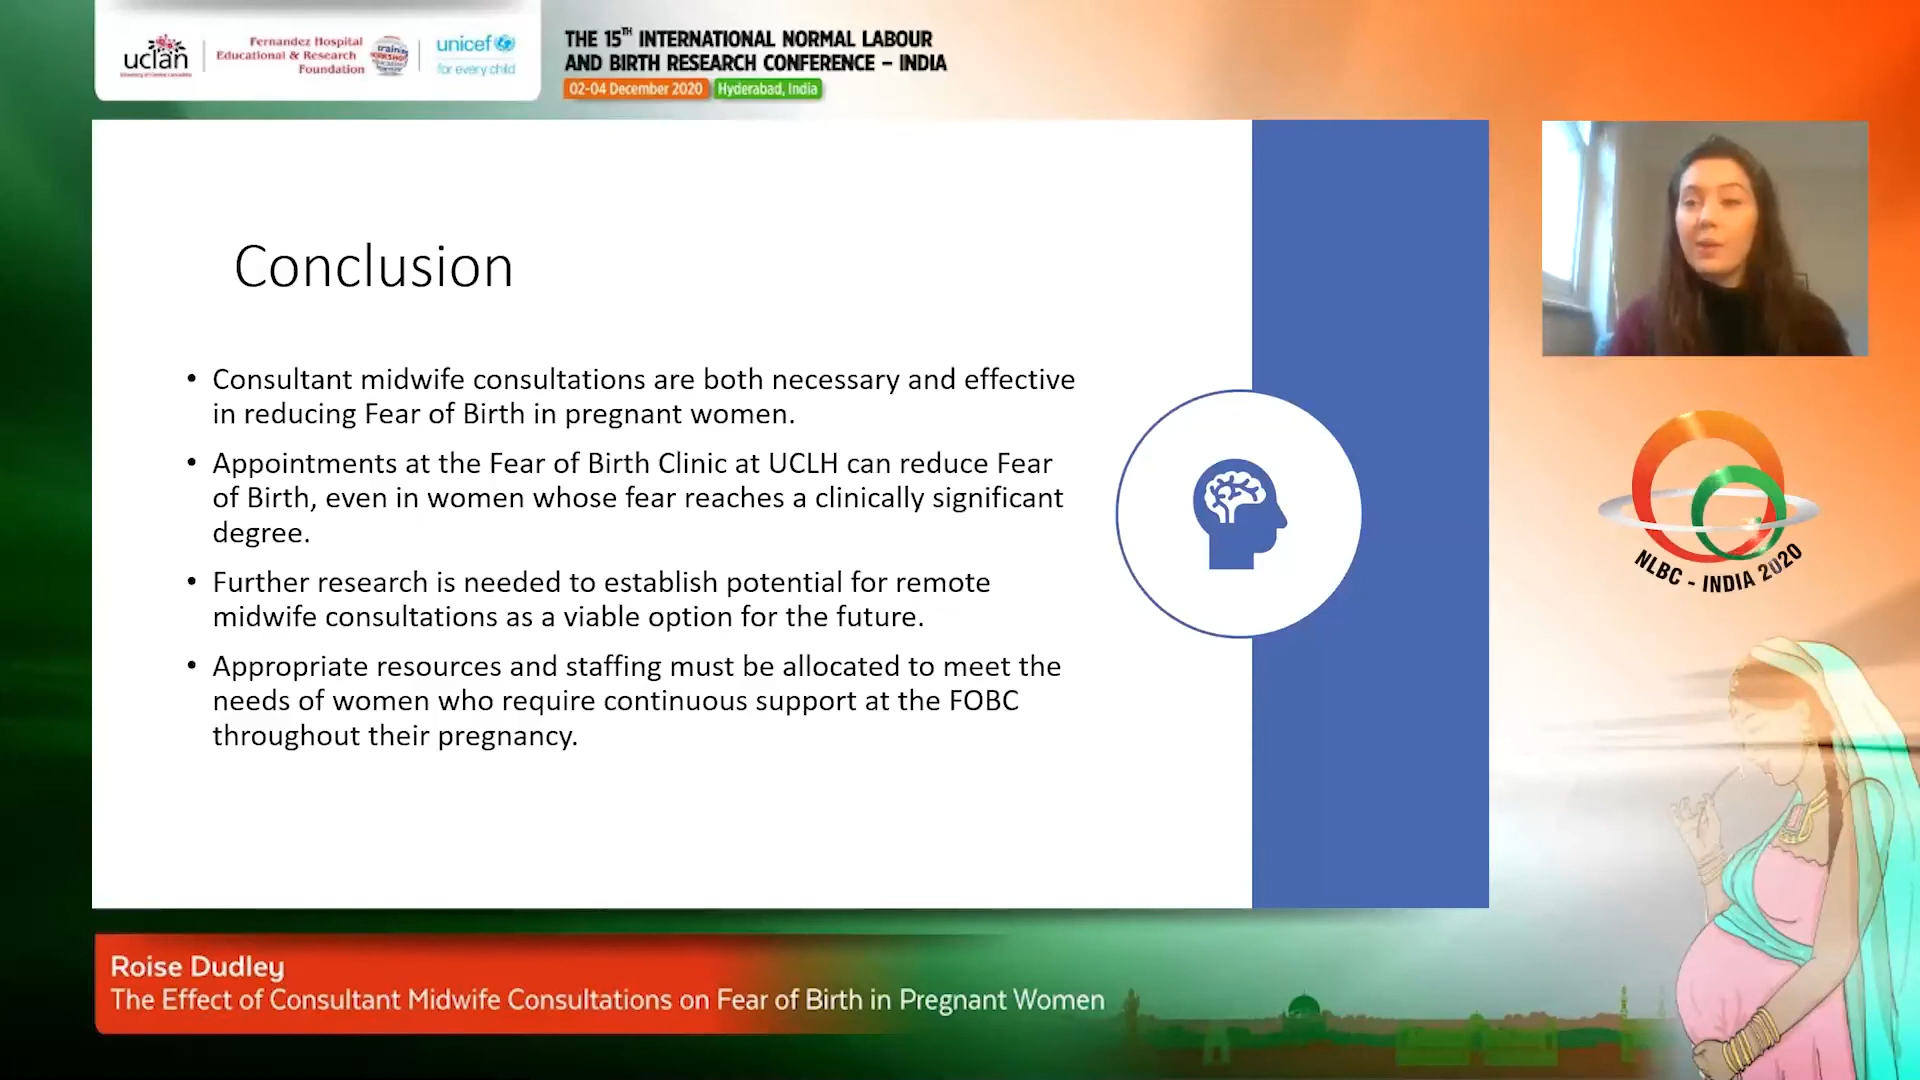 uclan
Fernandez Hospital
Educational & Research
Foundation
training
WORKSHOP
unicef
for every child
THE 15TH INTERNATIONAL NORMAL LABOUR
AND BIRTH RESEARCH CONFERENCE – INDIA
02-04 December 2020 Hyderabad, India
Conclusion
• Consultant midwife consultations are both necessary and effective
in reducing Fear of Birth in pregnant women.
• Appointments at the Fear of Birth Clinic at UCLH can reduce Fear
of Birth, even in women whose fear reaches a clinically significant
degree.
• Further research is needed to establish potential for remote
midwife consultations as a viable option for the future.
• Appropriate resources and staffing must be allocated to meet the
needs of women who require continuous support at the FOBC
throughout their pregnancy.
NLBC - INDIA 2020
Roise Dudley
The Effect of Consultant Midwife Consultations on Fear of Birth in Pregnant Women